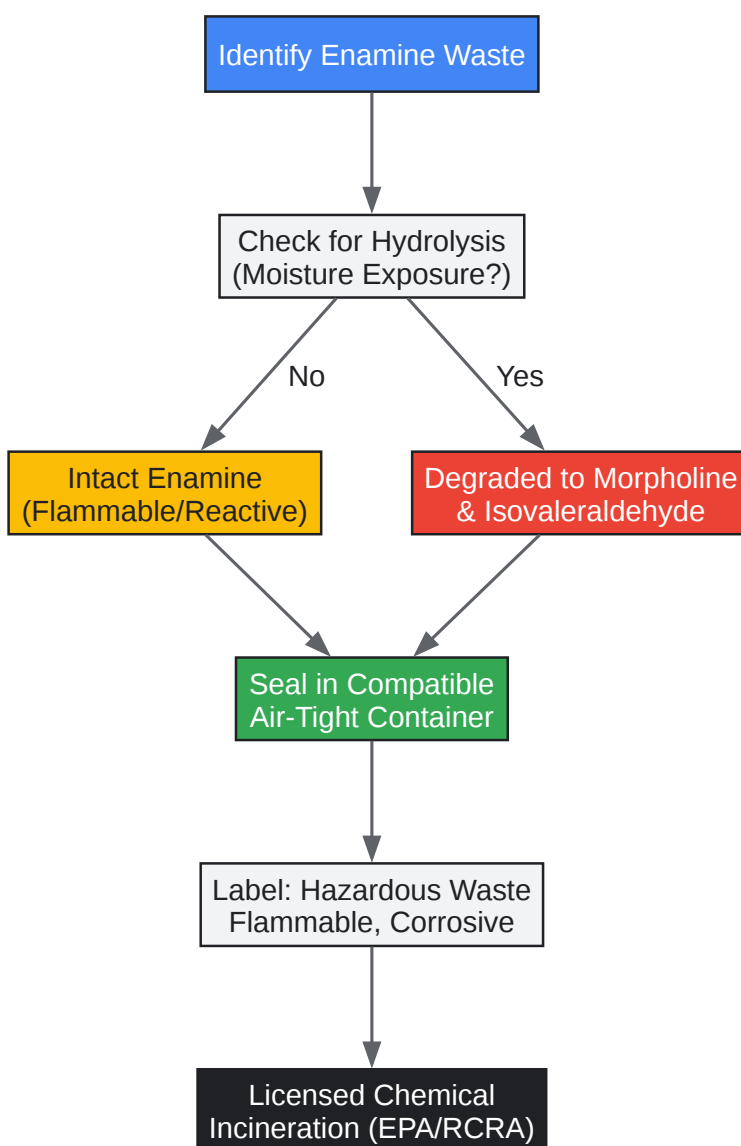 Identify Enamine Waste
Check for Hydrolysis
(Moisture Exposure?)
No
Yes
Intact Enamine
(Flammable/Reactive)
Degraded to Morpholine
& Isovaleraldehyde
Seal in Compatible
Air-Tight Container
Label: Hazardous Waste
Flammable, Corrosive
Licensed Chemical
Incineration (EPA/RCRA)